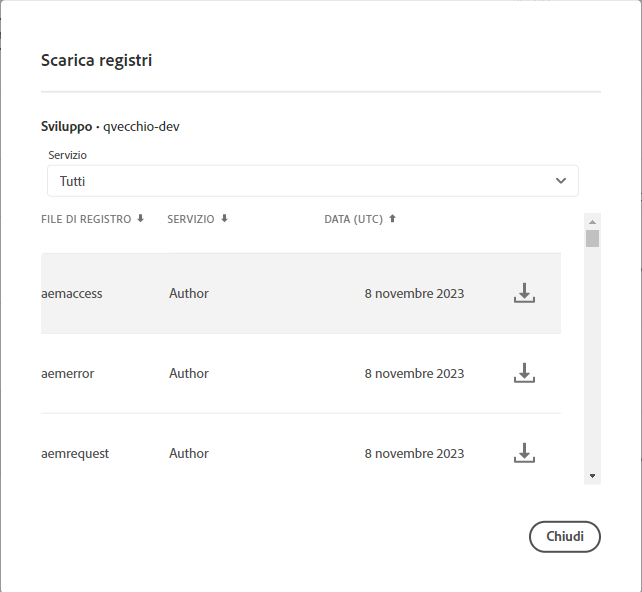 Scarica registri
Sviluppo • qvecchio-dev
Servizio
Tutti
FILE DI REGISTRO SERVIZIO DATA (UTC)
aemaccess Author 8 novembre 2023
aemerror Author 8 novembre 2023
aemrequest Author 8 novembre 2023
Chiudi